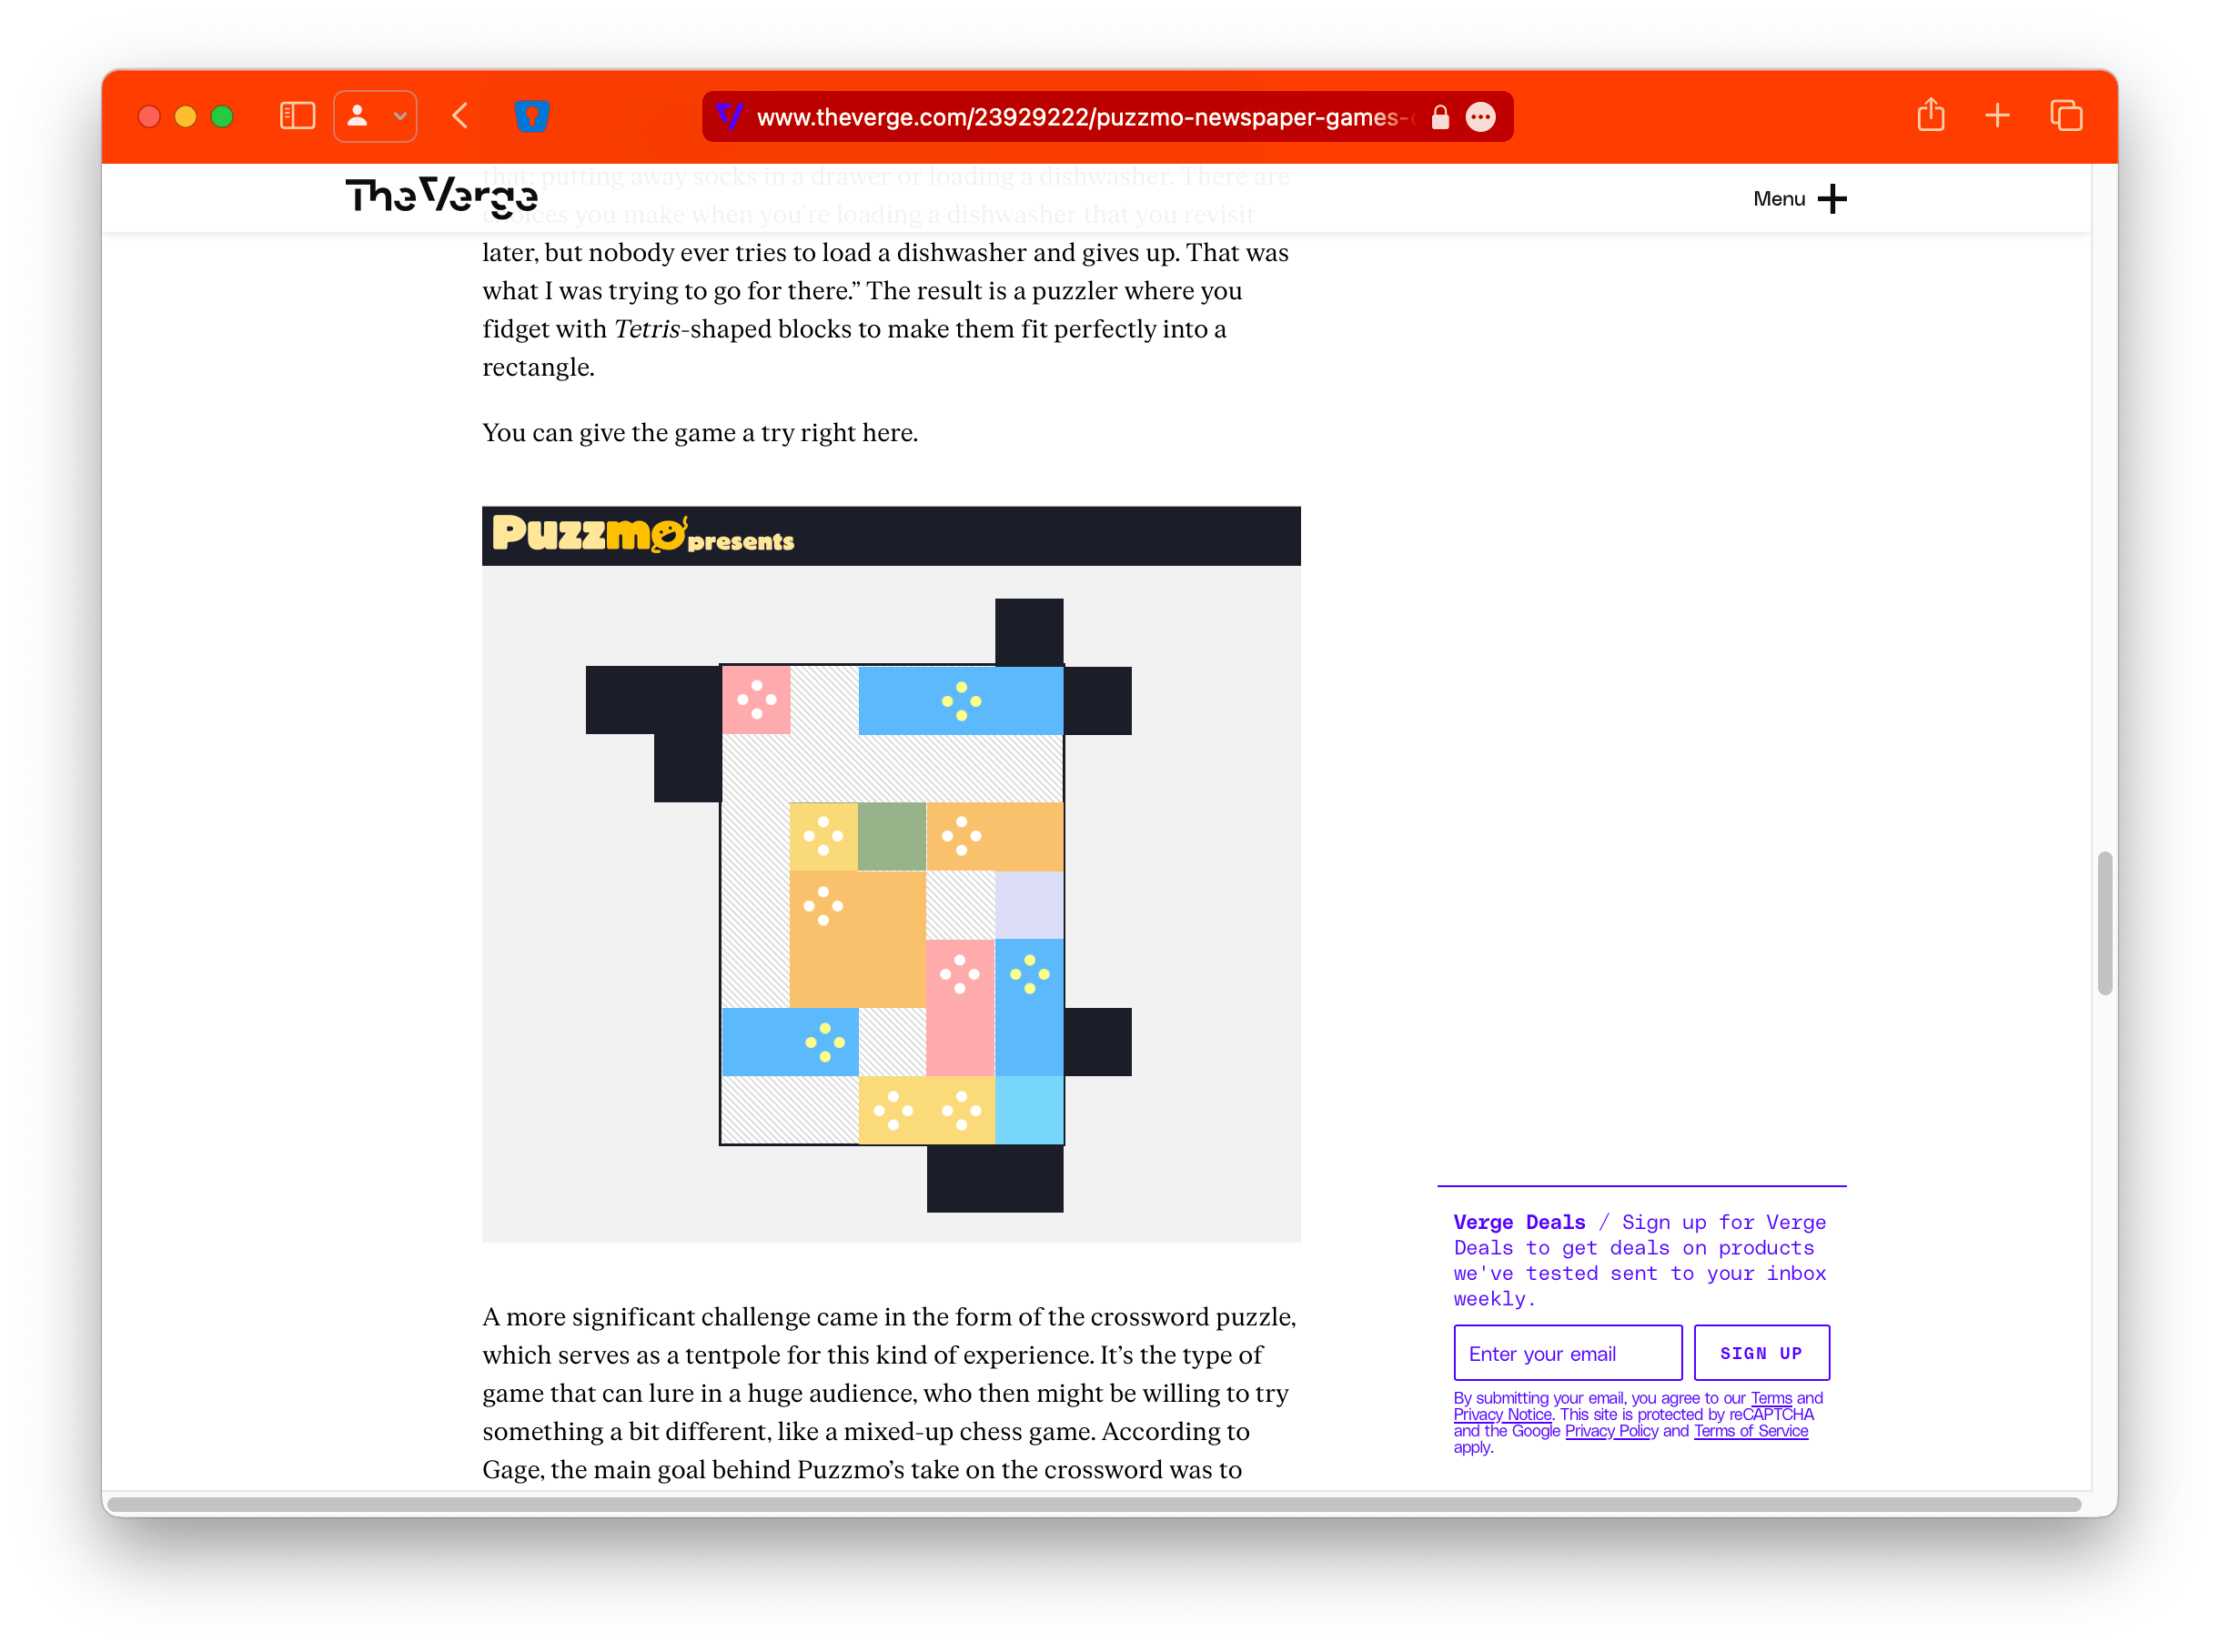 www.theverge.com/23929222/puzzmo-newspaper-games-
TheVerge
Menu
that: putting away socks in a drawer or loading a dishwasher. There are
choices you make when you’re loading a dishwasher that you revisit
later, but nobody ever tries to load a dishwasher and gives up. That was
what I was trying to go for there.” The result is a puzzler where you
fidget with Tetris-shaped blocks to make them fit perfectly into a
rectangle.
You can give the game a try right here.
Puzzmo presents
A more significant challenge came in the form of the crossword puzzle,
which serves as a tentpole for this kind of experience. It’s the type of
game that can lure in a huge audience, who then might be willing to try
something a bit different, like a mixed-up chess game. According to
Gage, the main goal behind Puzzmo’s take on the crossword was to
Verge Deals / Sign up for Verge
Deals to get deals on products
we've tested sent to your inbox
weekly.
Enter your email
SIGN UP
By submitting your email, you agree to our Terms and
Privacy Notice. This site is protected by reCAPTCHA
and the Google Privacy Policy and Terms of Service
apply.